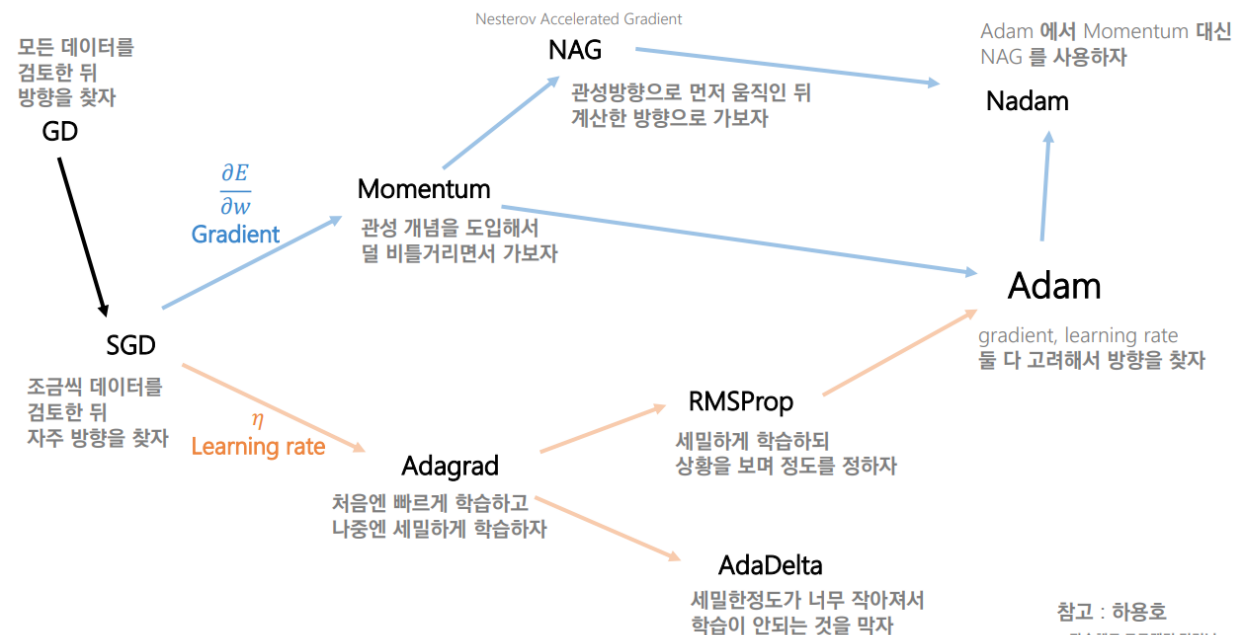 Nesterov Accelerated Gradient
NAG
관성방향으로 먼저 움직인 뒤
계산한 방향으로 가보자
Adam 에서 Momentum 대신
NAG 를 사용하자
Nadam
모든 데이터를
검토한 뒤
방향을 찾자
GD
∂E
∂w
Gradient
Momentum
관성 개념을 도입해서
덜 비틀거리면서 가보자
Adam
gradient, learning rate
둘 다 고려해서 방향을 찾자
SGD
조금씩 데이터를
검토한 뒤
자주 방향을 찾자
η
Learning rate
Adagrad
처음엔 빠르게 학습하고
나중엔 세밀하게 학습하자
RMSProp
세밀하게 학습하되
상황을 보며 정도를 정하자
AdaDelta
세밀한정도가 너무 작아져서
학습이 안되는 것을 막자
참고 : 하용호